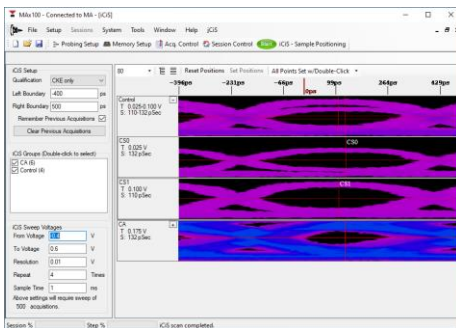 MAx100 - Connected to MA - [iCiS]
File Setup Sessions System Tools Window Help jCiS
Probing Setup Memory Setup Acq. Control Session Control Start iCiS - Sample Positioning
iCiS Setup
Qualification CKE only
Left Boundary -400 ps
Right Boundary 500 ps
Remember Previous Acquisitions
Clear Previous Acquisitions
iCiS Groups (Double-click to select)
CA (6)
Control (4)
iCiS Sweep Voltages
From Voltage V
To Voltage 0.6 V
Resolution 0.01 V
Repeat 4 Times
Sample Time 1 ms
Above settings will require sweep of
500 acquisitions.
80 Reset Positions Set Positions All Points Set w/Double-Click
-396ps -231ps -66ps 99ps 264ps 429ps
0ps
Control
T 0.025-0.100 V
S: 110-132 pSec
CS0
T 0.025 V
S: 132 pSec
CS0
CS1
T 0.100 V
S: 110 pSec
CS1
CA
T 0.175 V
S: 132 pSec
Session % Step % iCiS scan completed.